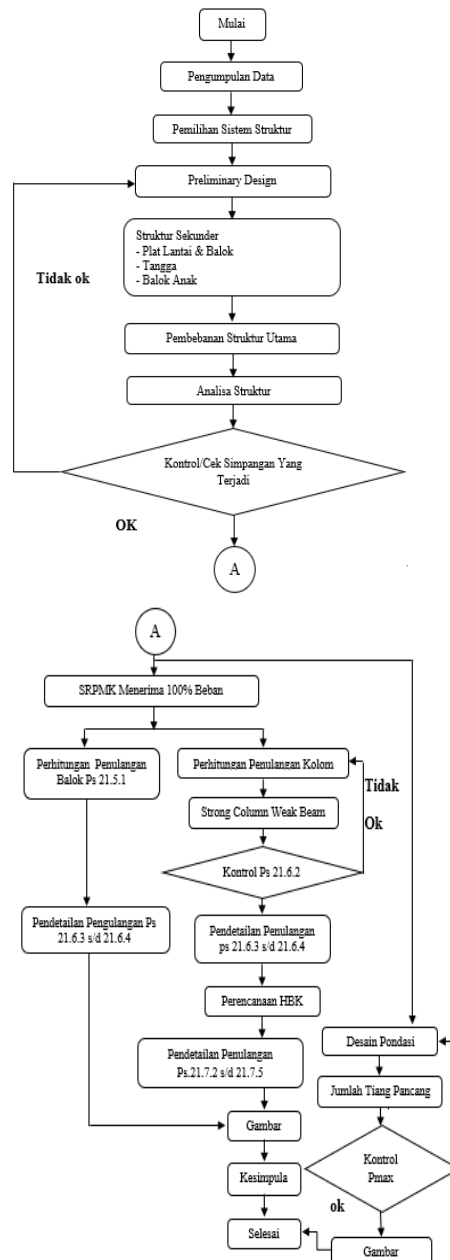 Mulai
Pengumpulan Data
Pemilihan Sistem Struktur
Preliminary Design
Struktur Sekunder
- Plat Lantai & Balok
- Tangga
- Balok Anak
Tidak ok
Pembebanan Struktur Utama
Analisa Struktur
Kontrol/Cek Simpangan Yang
Terjadi
OK
A
A
SRPMK Menerima 100% Beban
Perhitungan Penulangan
Balok Ps 21.5.1
Perhitungan Penulangan Kolom
Tidak
Ok
Strong Column Weak Beam
Kontrol Ps 21.6.2
Pendetailan Pengulangan Ps
21.6.3 s/d 21.6.4
Pendetailan Penulangan
ps 21.6.3 s/d 21.6.4
Perencanaan HBK
Pendetailan Penulangan
Ps.21.7.2 s/d 21.7.5
Desain Pondasi
Jumlah Tiang Pancang
Kontrol
Pmax
Gambar
Kesimpula
ok
Selesai
Gambar